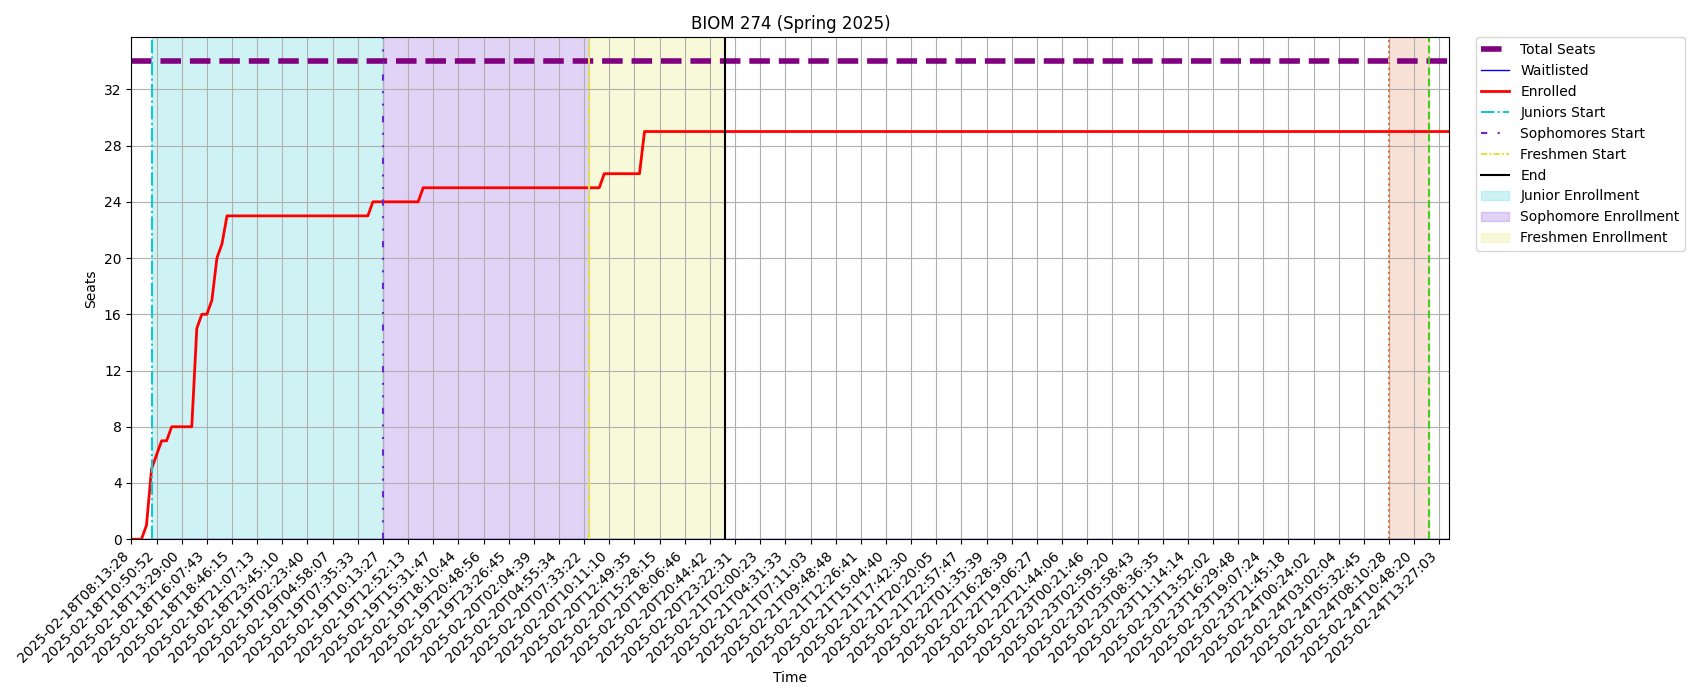 BIOM 274 (Spring 2025)
Seats
32
28
24
20
16
12
8
4
0
2025-02-18T08:13:28
2025-02-18T10:50:52
2025-02-18T13:29:00
2025-02-18T16:07:43
2025-02-18T18:46:15
2025-02-18T21:07:13
2025-02-18T23:45:10
2025-02-19T02:23:40
2025-02-19T04:58:07
2025-02-19T07:35:33
2025-02-19T10:13:27
2025-02-19T12:52:13
2025-02-19T15:31:47
2025-02-19T18:10:44
2025-02-19T20:48:56
2025-02-19T23:26:45
2025-02-20T02:04:39
2025-02-20T04:55:34
2025-02-20T07:33:22
2025-02-20T10:11:10
2025-02-20T12:49:35
2025-02-20T15:28:15
2025-02-20T18:06:46
2025-02-20T20:44:42
2025-02-20T23:22:31
2025-02-21T02:00:23
2025-02-21T04:31:33
2025-02-21T07:11:03
2025-02-21T09:48:48
2025-02-21T12:26:41
2025-02-21T15:04:40
2025-02-21T17:42:30
2025-02-21T20:20:05
2025-02-21T22:57:47
2025-02-22T01:35:39
2025-02-22T16:28:39
2025-02-22T19:06:27
2025-02-22T21:44:06
2025-02-23T00:21:46
2025-02-23T02:59:20
2025-02-23T05:58:43
2025-02-23T08:36:35
2025-02-23T11:14:14
2025-02-23T13:52:02
2025-02-23T16:29:48
2025-02-23T19:07:24
2025-02-23T21:45:18
2025-02-24T00:24:02
2025-02-24T03:02:04
2025-02-24T05:32:45
2025-02-24T08:10:28
2025-02-24T10:48:20
2025-02-24T13:27:03
Time
Total Seats
Waitlisted
Enrolled
Juniors Start
Sophomores Start
Freshmen Start
End
Junior Enrollment
Sophomore Enrollment
Freshmen Enrollment